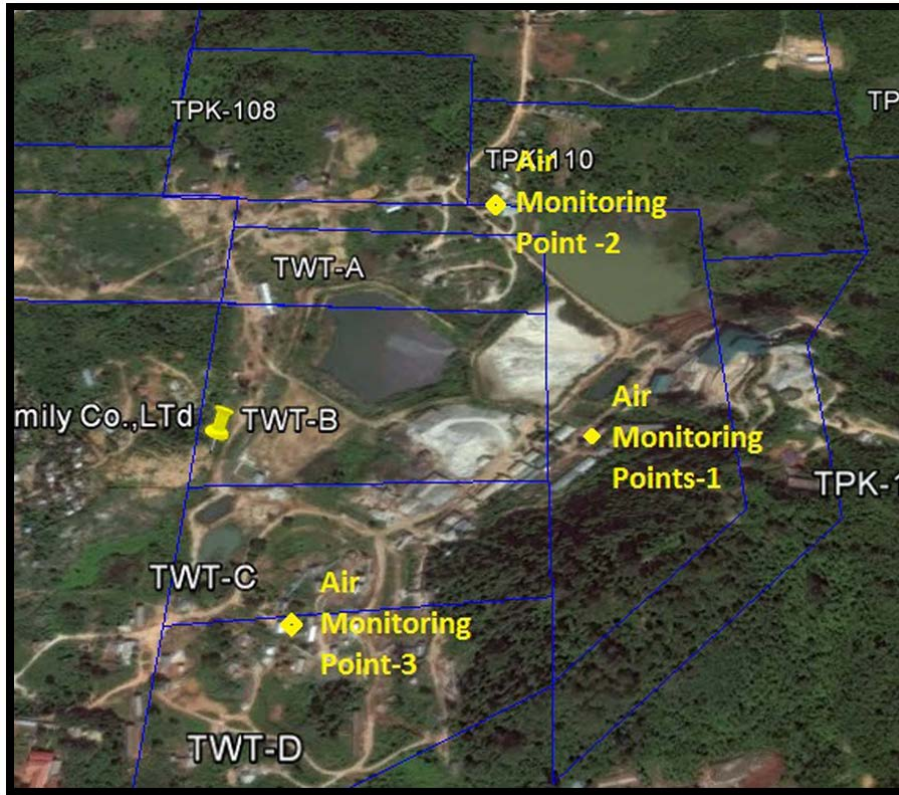 TPK-108
TP
TPK-110
Air
Monitoring
Point -2
TWT-A
mily Co.,LTd
TWT-B
Air
Monitoring
Points-1
TPK-1
TWT-C
Air
Monitoring
Point-3
TWT-D